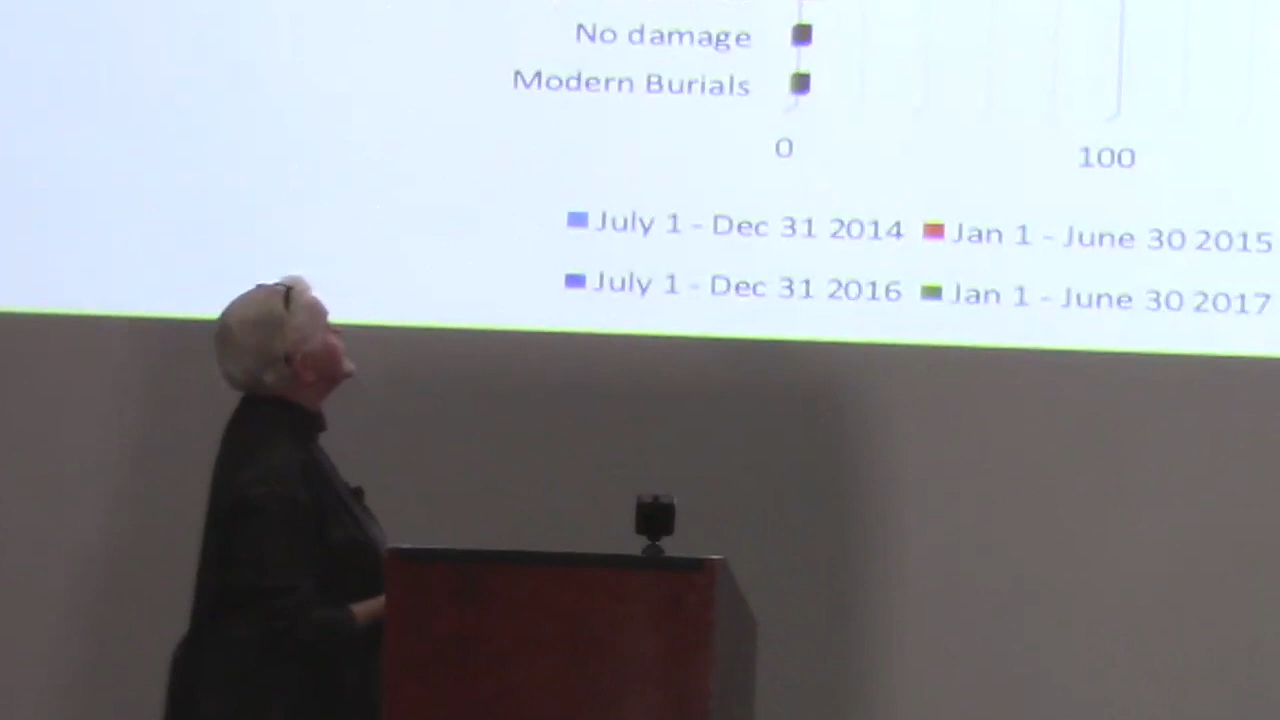 No damage
Modern Burials
0 100
July 1 - Dec 31 2014 Jan 1 - June 30 2015
July 1 - Dec 31 2016 Jan 1 - June 30 2017